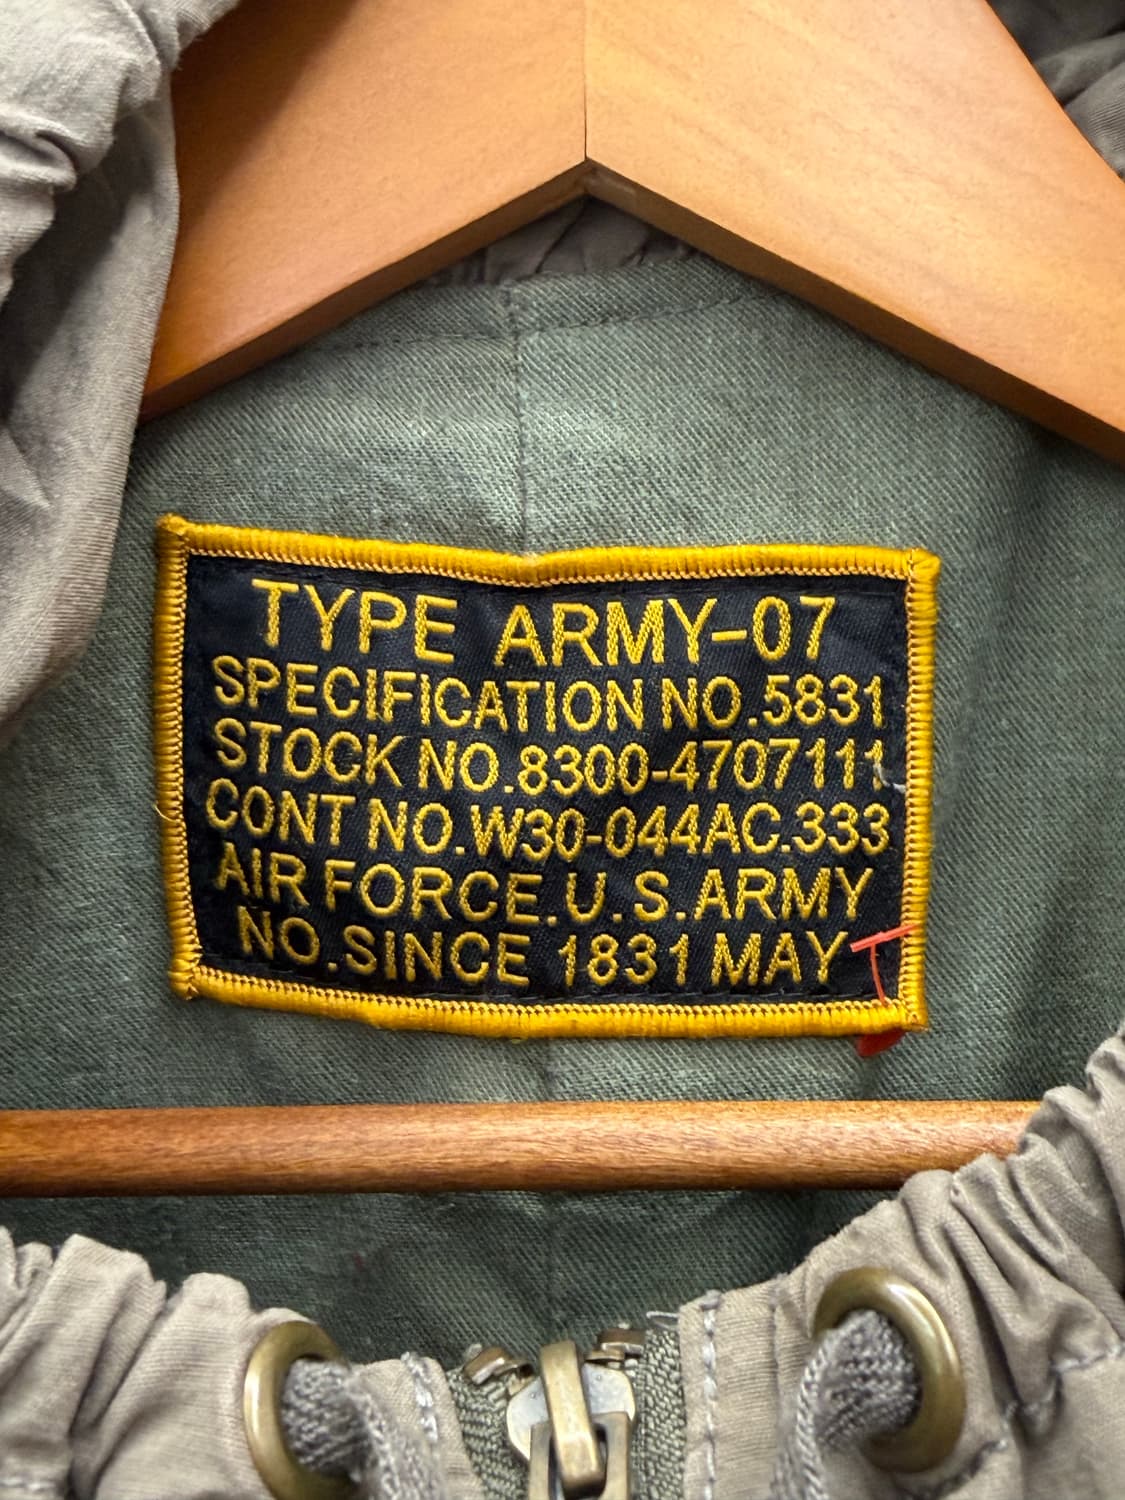 TYPE ARMY-07
SPECIFICATION NO.5831
STOCK NO.8300-4707111
CONT NO.W30-044AC.333
AIR FORCE.U.S.ARMY
NO.SINCE 1831 MAY